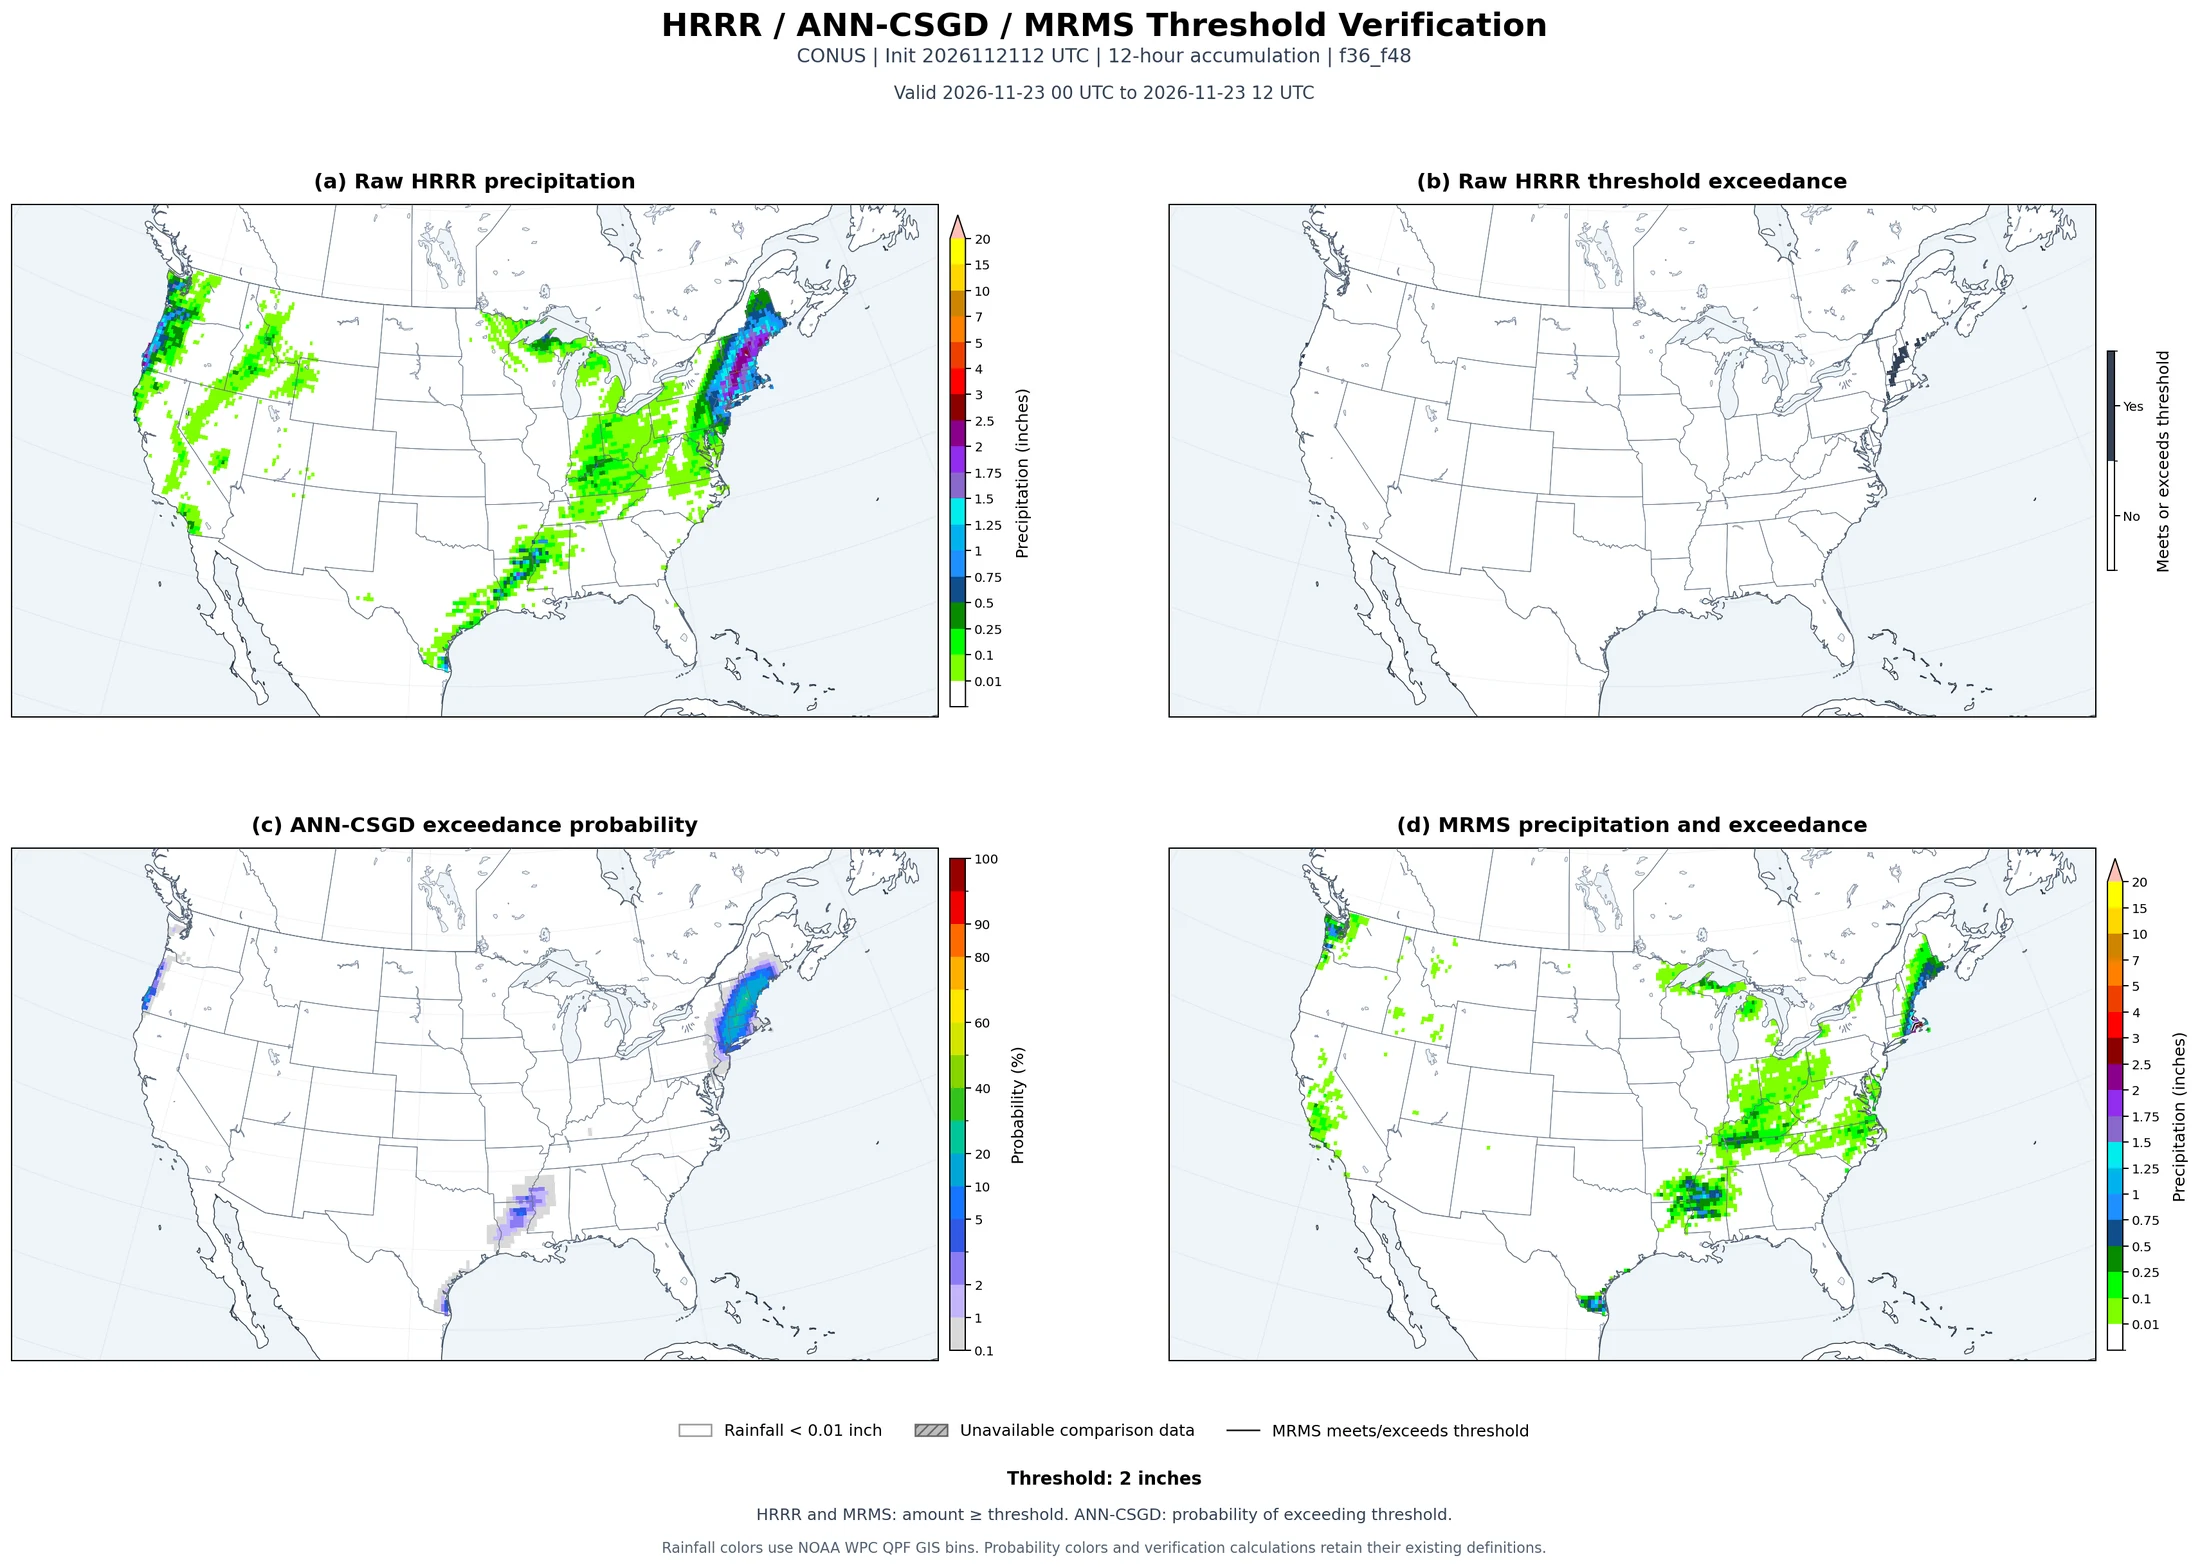 HRRR / ANN-CSGD / MRMS Threshold Verification
CONUS | Init 2026112112 UTC | 12-hour accumulation | f36_f48
Valid 2026-11-23 00 UTC to 2026-11-23 12 UTC
(a) Raw HRRR precipitation
20
15
10
7
5
4
3
2.5
2
1.75
1.5
1.25
1
0.75
0.5
0.25
0.1
0.01
Precipitation (inches)
(b) Raw HRRR threshold exceedance
Yes
No
Meets or exceeds threshold
(c) ANN-CSGD exceedance probability
100
90
80
60
40
20
10
5
2
1
0.1
Probability (%)
(d) MRMS precipitation and exceedance
20
15
10
7
5
4
3
2.5
2
1.75
1.5
1.25
1
0.75
0.5
0.25
0.1
0.01
Precipitation (inches)
Rainfall < 0.01 inch
Unavailable comparison data
MRMS meets/exceeds threshold
Threshold: 2 inches
HRRR and MRMS: amount ≥ threshold. ANN-CSGD: probability of exceeding threshold.
Rainfall colors use NOAA WPC QPF GIS bins. Probability colors and verification calculations retain their existing definitions.